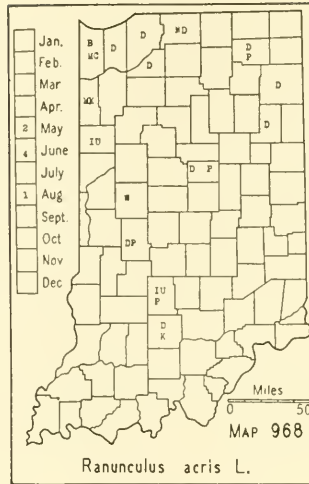 Jan.
Feb.
Mar
Apr.
2 May
4 June
July
1 Aug
Sept.
Oct
Nov
Dec
B D D ND
MC
D D P
D
MK
D
IU
D P
W
DP
IU
P
D
K
Miles
50
MAP 968
Ranunculus acris L.